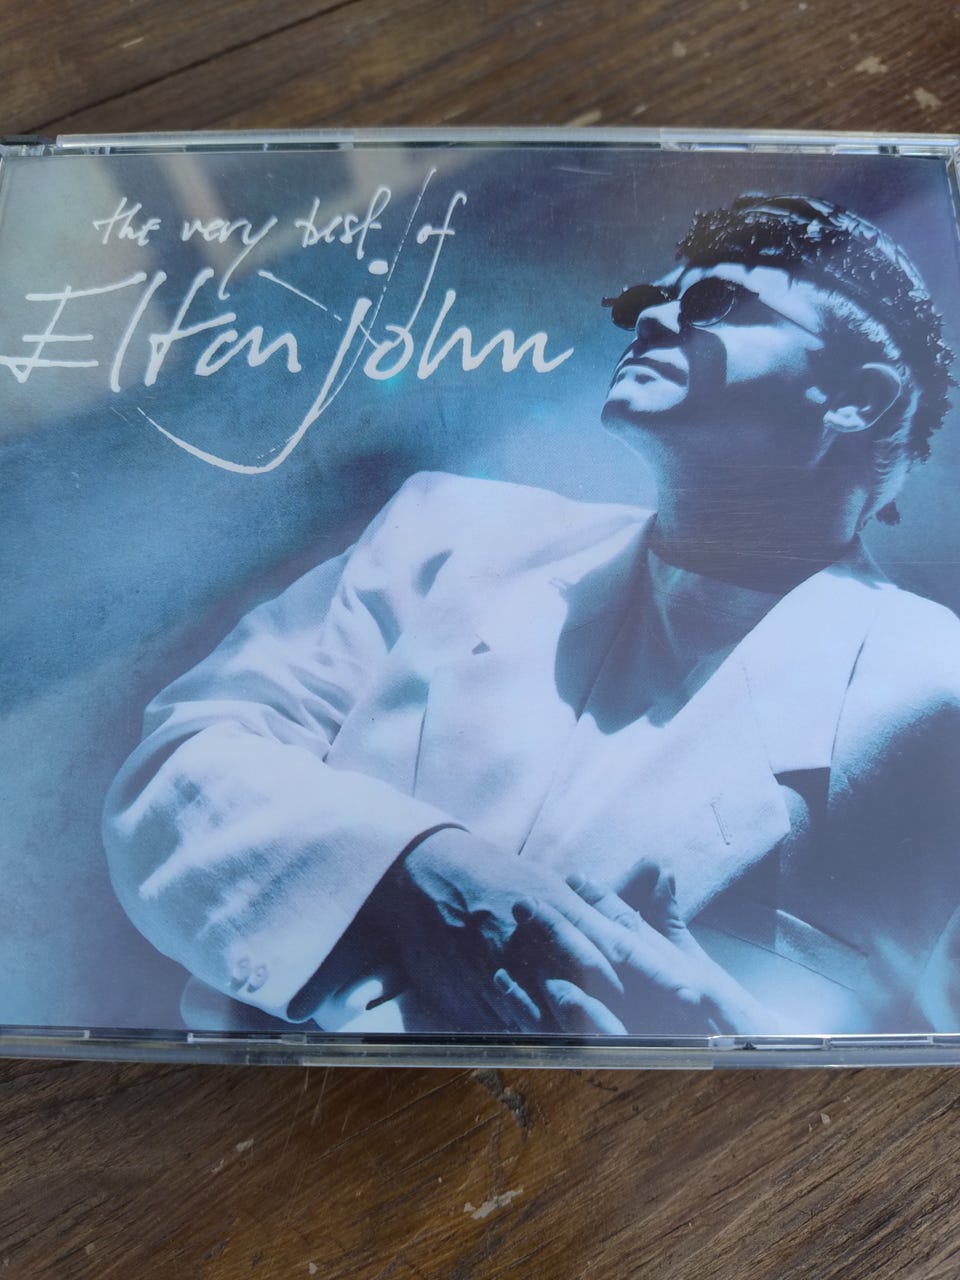 the very best of
Elton john